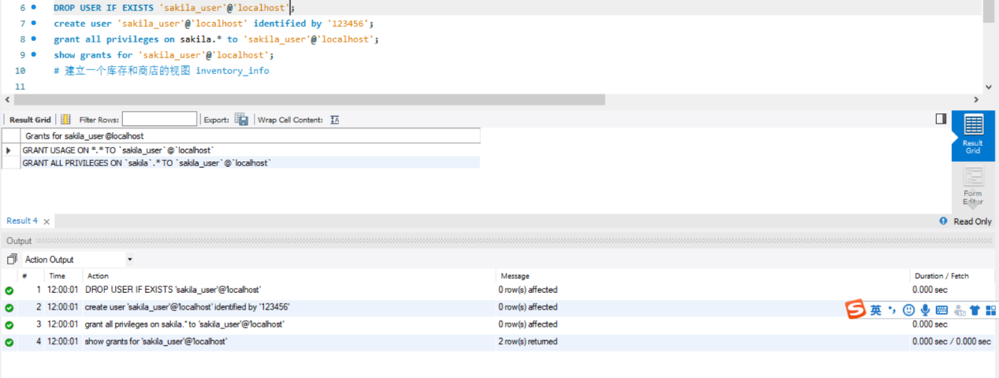 6 DROP USER IF EXISTS 'sakila_user'@'localhost';
7 create user 'sakila_user'@'localhost' identified by '123456';
8 grant all privileges on sakila.* to 'sakila_user'@'localhost';
9 show grants for 'sakila_user'@'localhost';
10 # 建立一个库存和商店的视图 inventory_info
11
Result Grid Filter Rows: Export: Wrap Cell Content: IA
Grants for sakila_user@localhost
GRANT USAGE ON *.* TO `sakila_user`@`localhost`
GRANT ALL PRIVILEGES ON `sakila`.* TO `sakila_user`@`localhost`
Result Grid
Form Editor
Result 4
Read Only
Output
Action Output
# Time Action Message Duration / Fetch
1 12:00:01 DROP USER IF EXISTS 'sakila_user'@'localhost' 0 row(s) affected 0.000 sec
2 12:00:01 create user 'sakila_user'@'localhost' identified by '123456' 0 row(s) affected
3 12:00:01 grant all privileges on sakila.* to 'sakila_user'@'localhost' 0 row(s) affected 0.000 sec
4 12:00:01 show grants for 'sakila_user'@'localhost' 2 row(s) returned 0.000 sec / 0.000 sec
S 英